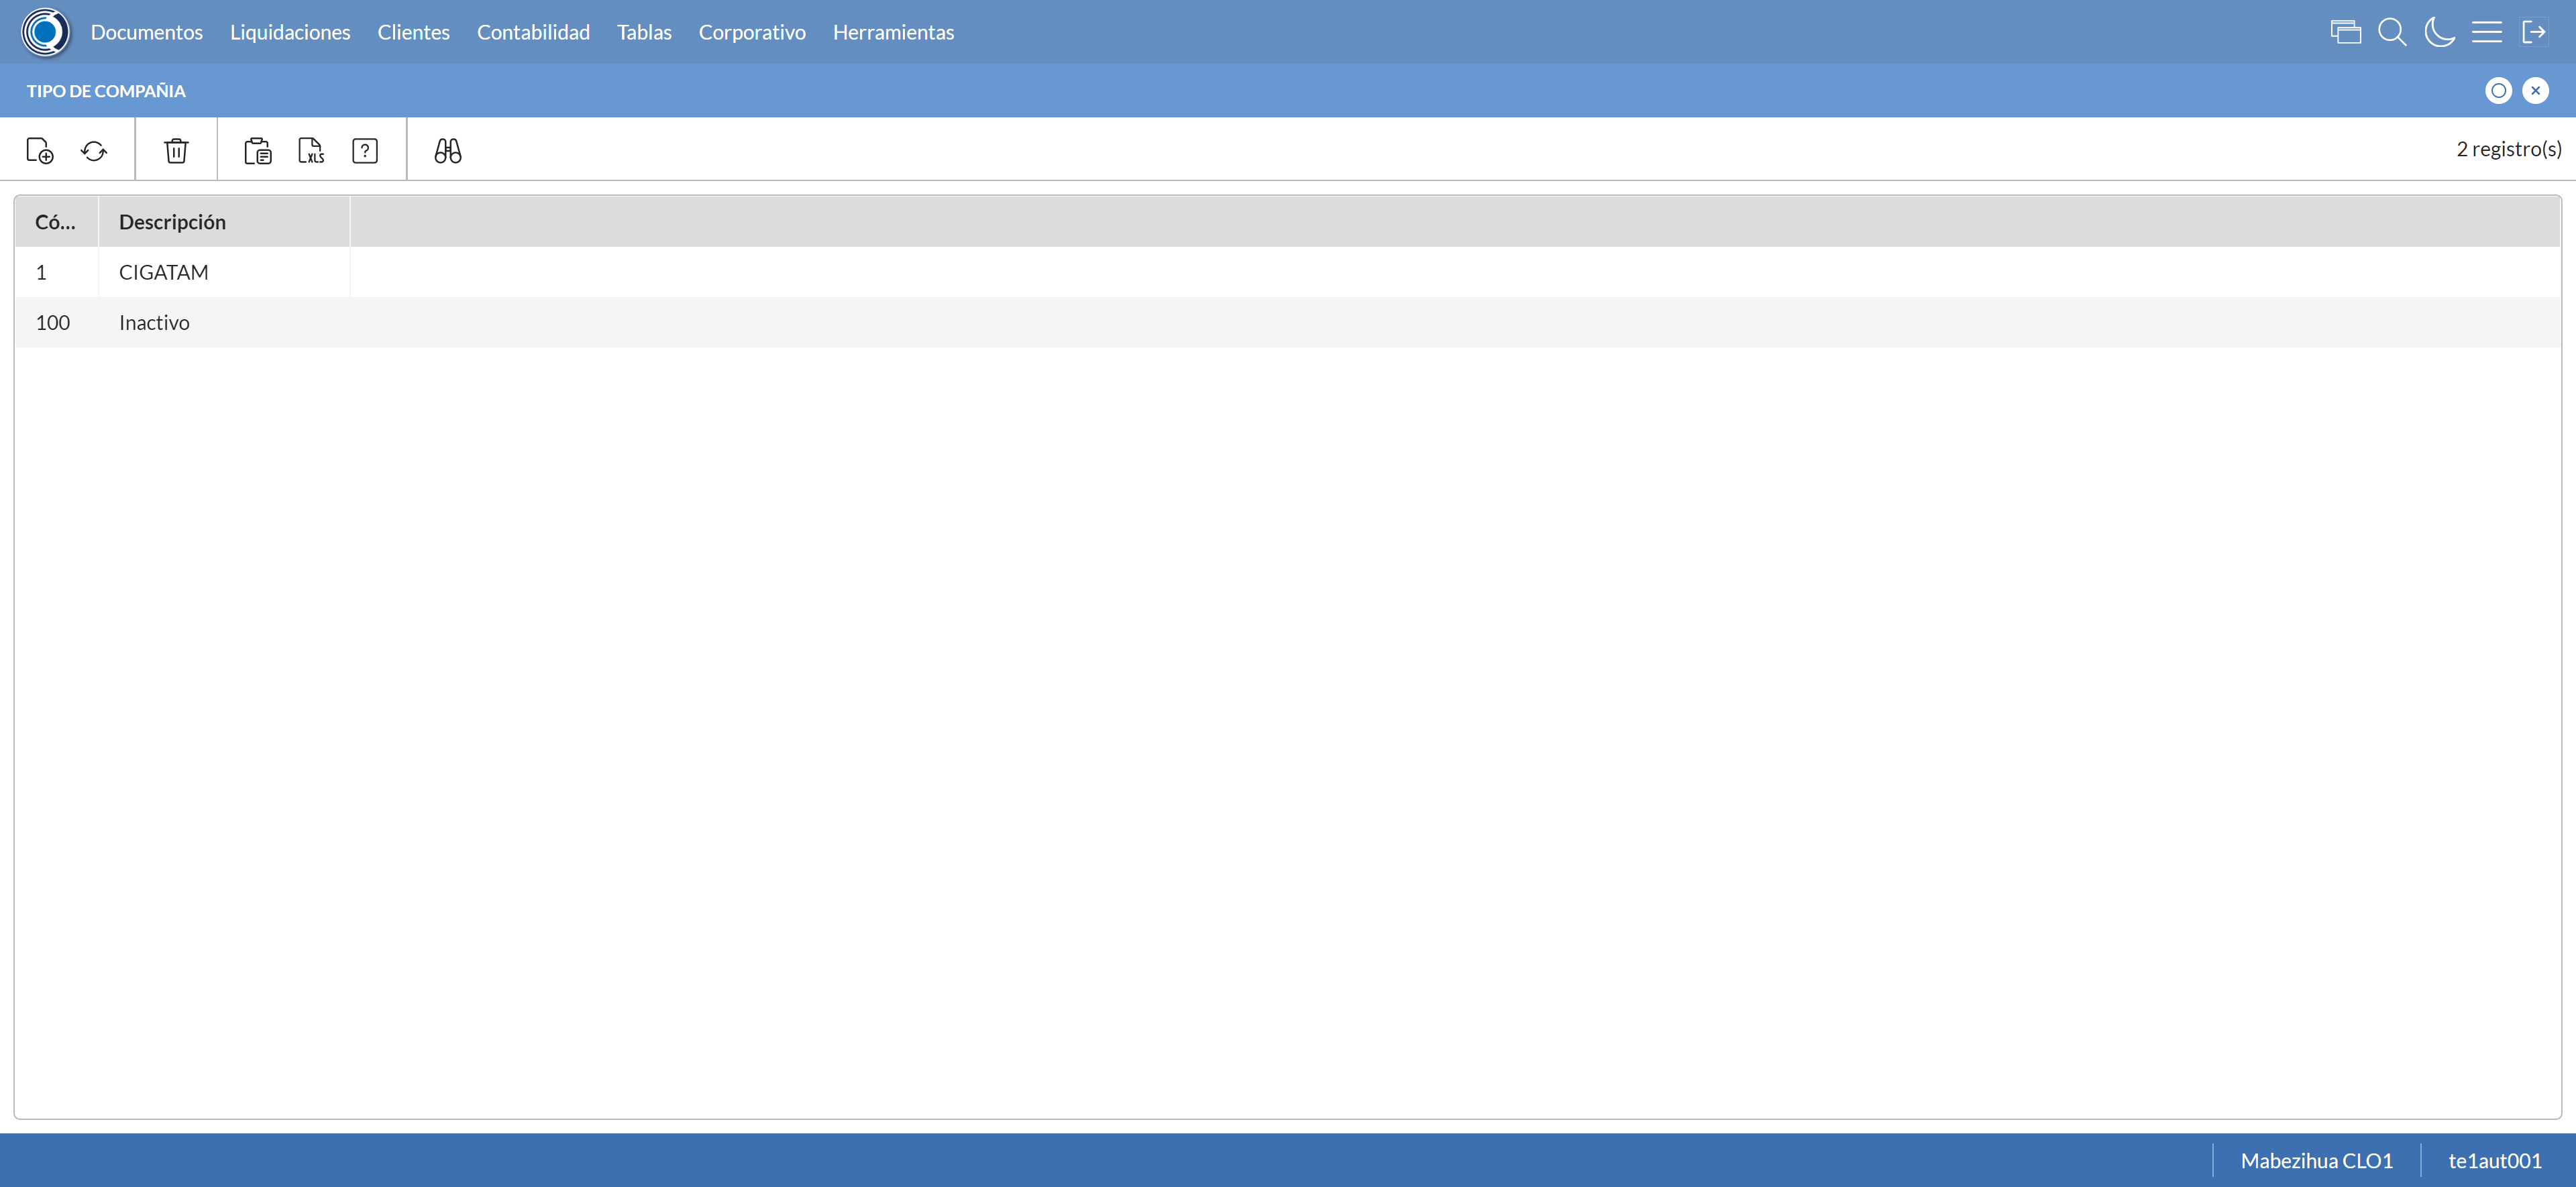 Documentos Liquidaciones Clientes Contabilidad Tablas Corporativo Herramientas
TIPO DE COMPAÑIA
XLS ? 2 registro(s)
Có... Descripción
1 CIGATAM
100 Inactivo
Mabezihua CLO1 te1aut001